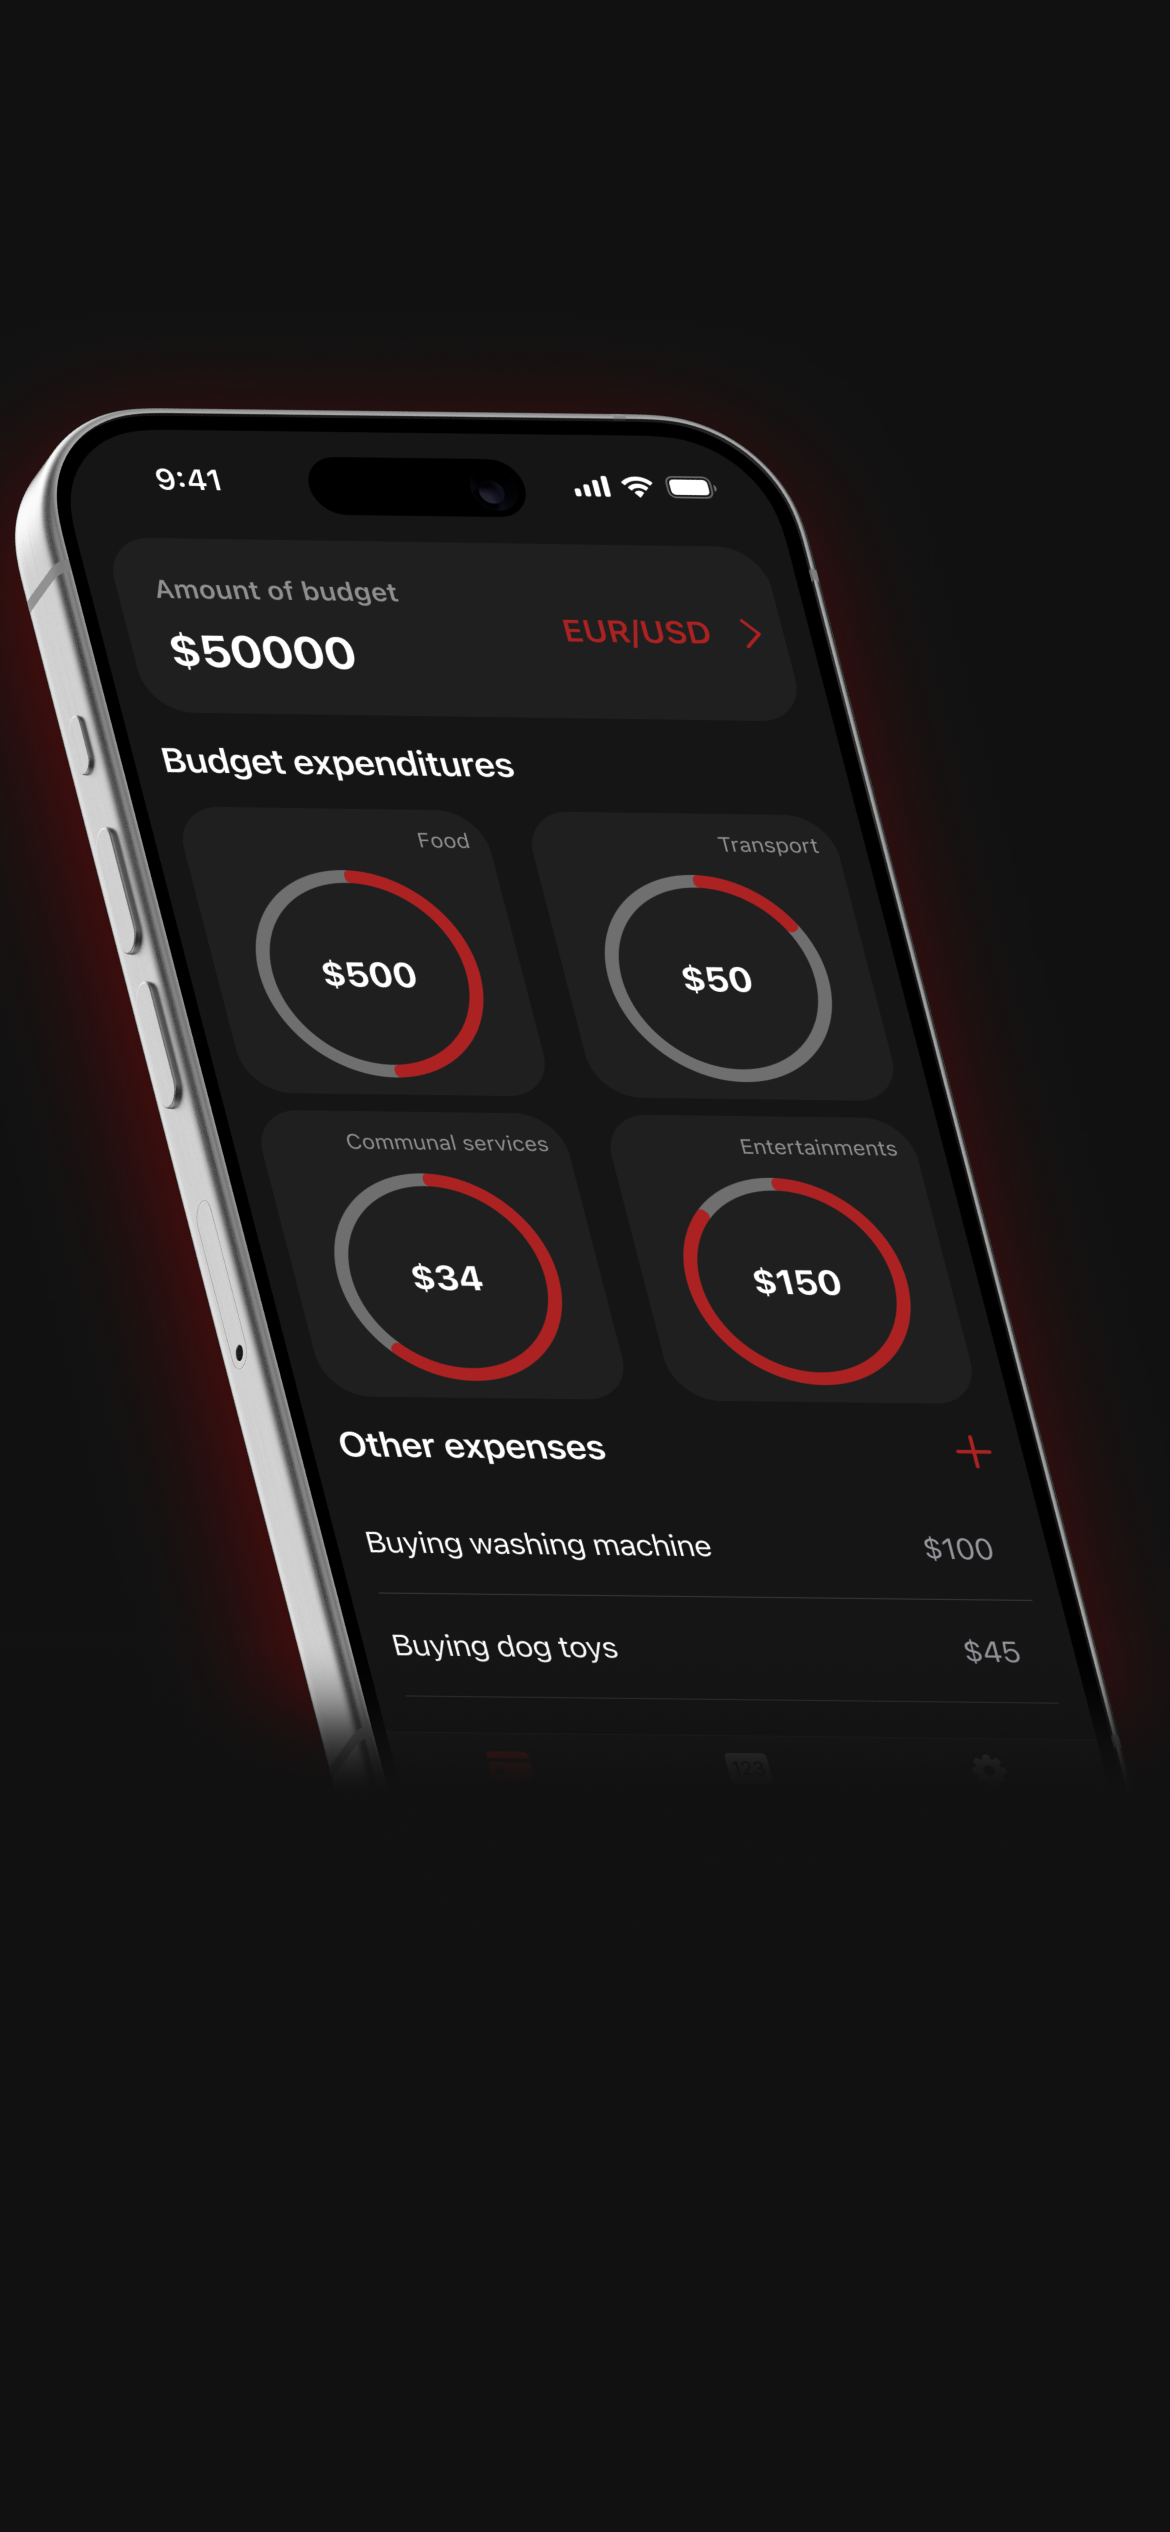 9:41
Amount of budget
$50000
EUR/USD
Budget expenditures
Food
$500
Transport
$50
Communal services
$34
Entertainments
$150
Other expenses
Buying washing machine
$100
Buying dog toys
$45
123